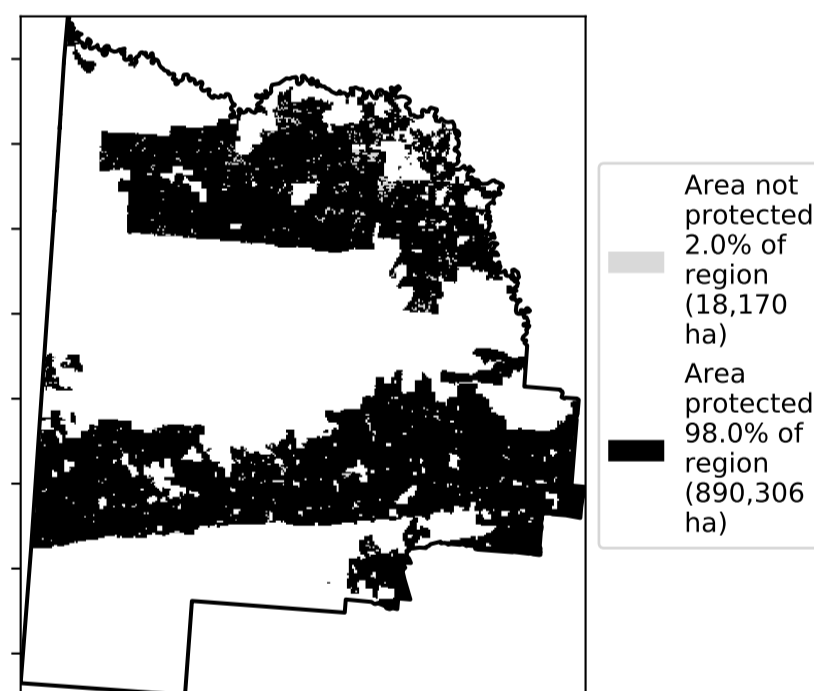 Area not
protected
2.0% of
region
(18,170
ha)
Area
protected
98.0% of
region
(890,306
ha)